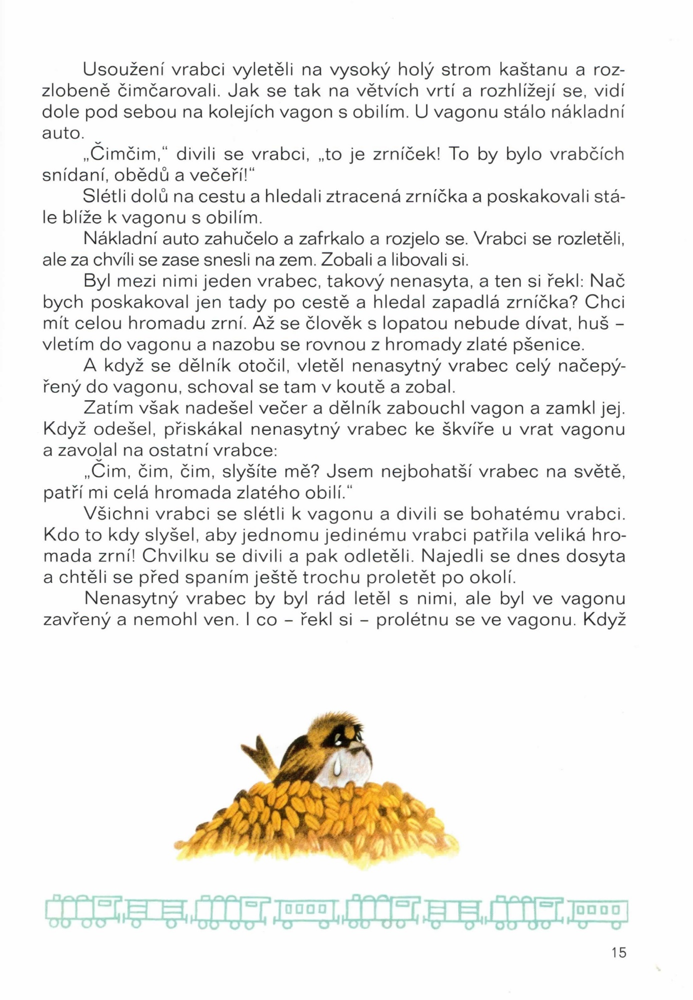 Usoužení vrabci vyletěli na vysoký holý strom kaštanu a roz-
zlobeně čimčarovali. Jak se tak na větvích vrtí a rozhlížejí se, vidí
dole pod sebou na kolejích vagon s obilím. U vagonu stálo nákladní
auto.
„Čimčim,“ divili se vrabci, „to je zrníček! To by bylo vrabčích
snídaní, obědů a večeří!“
Slétli dolů na cestu a hledali ztracená zrníčka a poskakovali stá-
le blíže k vagonu s obilím.
Nákladní auto zahučelo a zafrkalo a rozjelo se. Vrabci se rozletěli,
ale za chvíli se zase snesli na zem. Zobali a libovali si.
Byl mezi nimi jeden vrabec, takový nenasyta, a ten si řekl: Nač
bych poskakoval jen tady po cestě a hledal zapadlá zrníčka? Chci
mít celou hromadu zrní. Až se člověk s lopatou nebude dívat, huš –
vletím do vagonu a nazobu se rovnou z hromady zlaté pšenice.
A když se dělník otočil, vletěl nenasytný vrabec celý načepý-
řený do vagonu, schoval se tam v koutě a zobal.
Zatím však nadešel večer a dělník zabouchl vagon a zamkl jej.
Když odešel, přiskákal nenasytný vrabec ke škvíře u vrat vagonu
a zavolal na ostatní vrabce:
„Čim, čim, čim, slyšíte mě? Jsem nejbohatší vrabec na světě,
patří mi celá hromada zlatého obilí.“
Všichni vrabci se slétli k vagonu a divili se bohatému vrabci.
Kdo to kdy slyšel, aby jednomu jedinému vrabci patřila veliká hro-
mada zrní! Chvilku se divili a pak odletěli. Najedli se dnes dosyta
a chtěli se před spaním ještě trochu proletět po okolí.
Nenasytný vrabec by byl rád letěl s nimi, ale byl ve vagonu
zavřený a nemohl ven. I co – řekl si – prolétnu se ve vagonu. Když
15